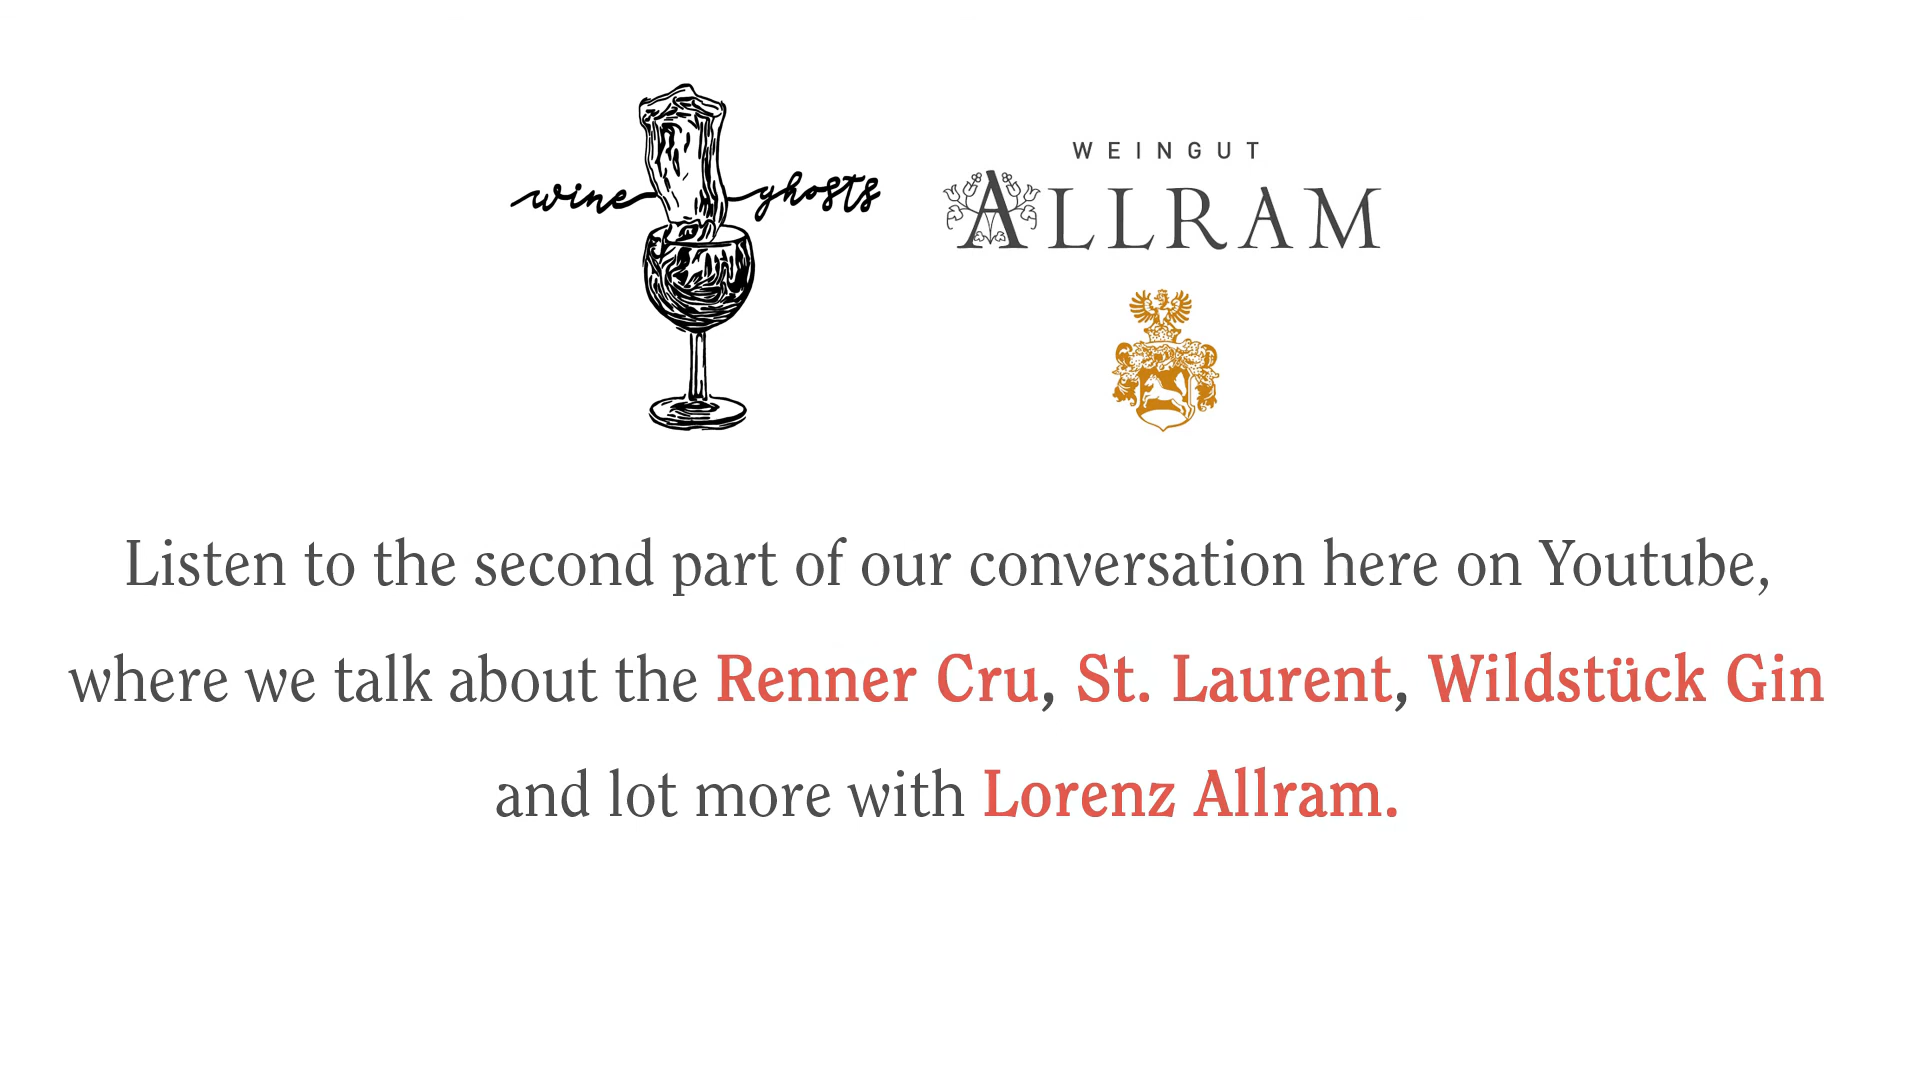 wine ghosts
WEINGUT
ALLRAM
Listen to the second part of our conversation here on Youtube,
where we talk about the Renner Cru, St. Laurent, Wildstück Gin
and lot more with Lorenz Allram.